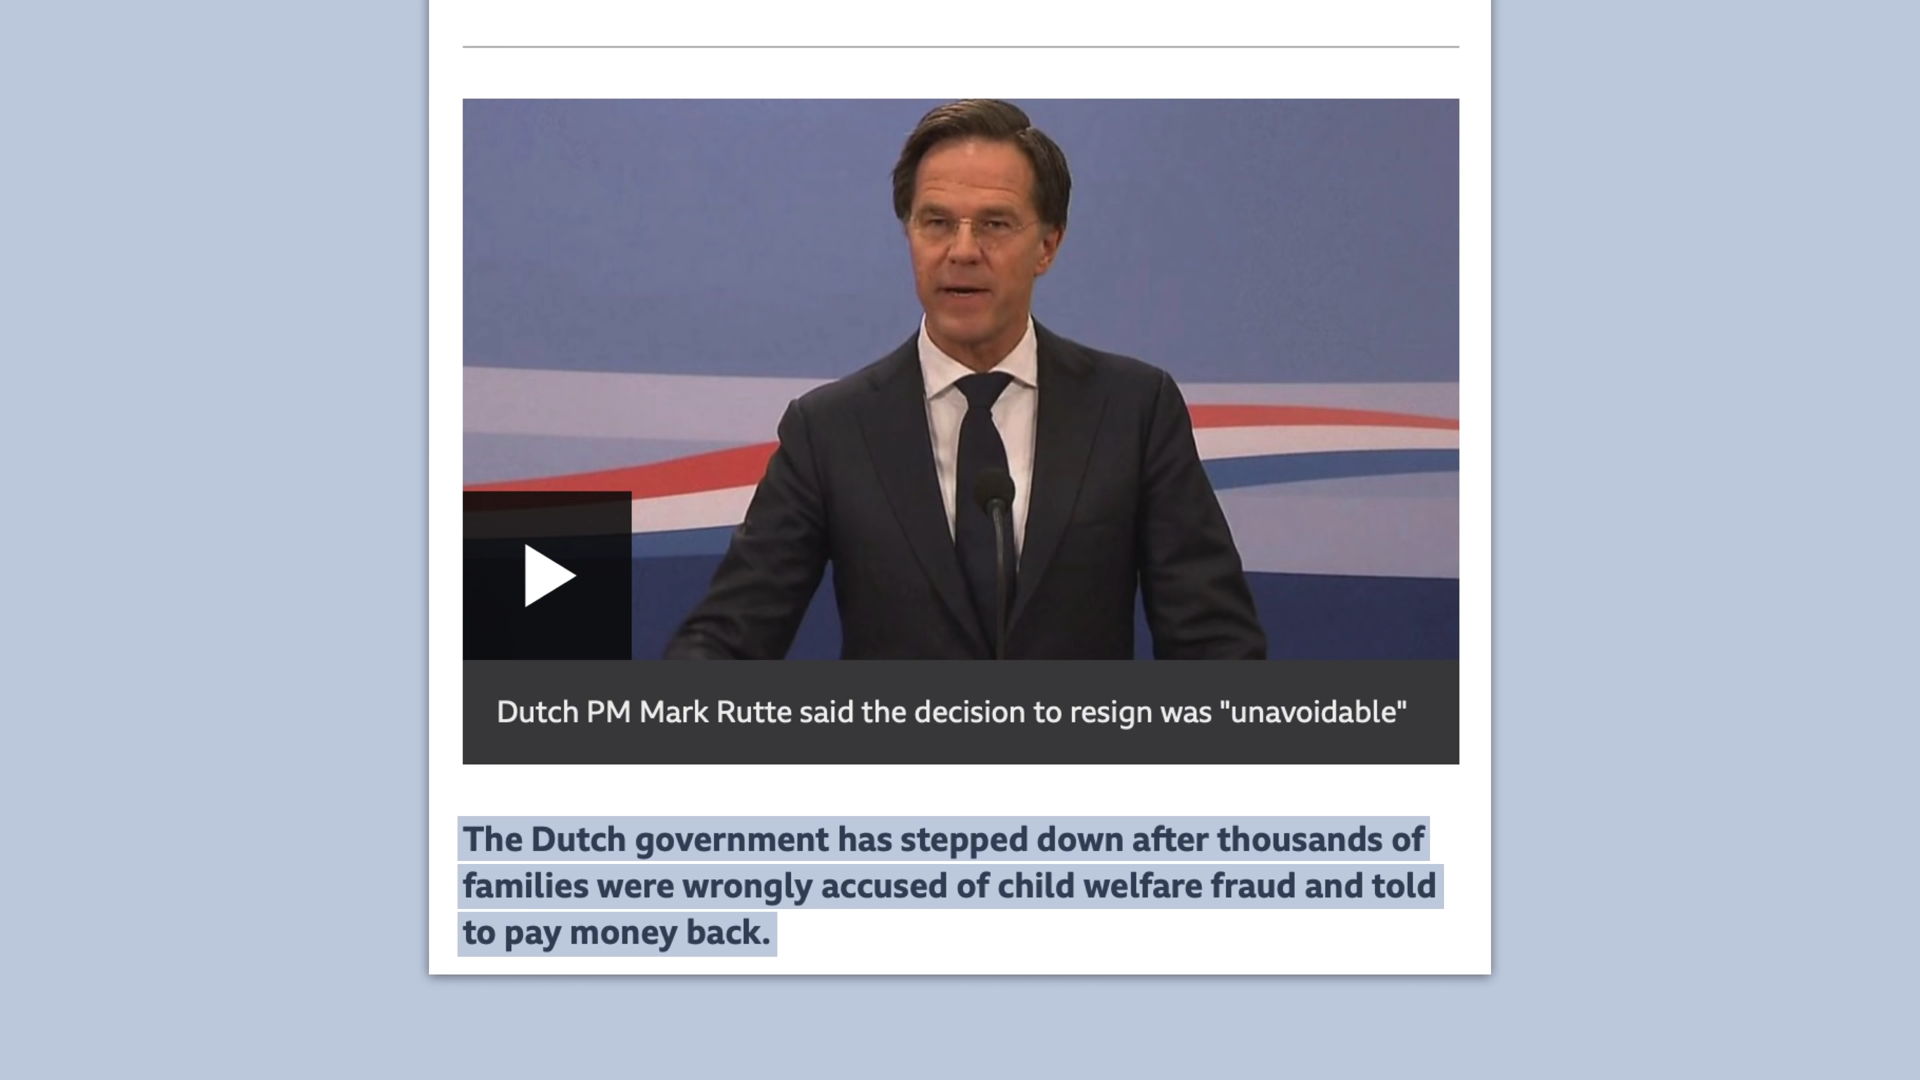 Dutch PM Mark Rutte said the decision to resign was "unavoidable"
The Dutch government has stepped down after thousands of
families were wrongly accused of child welfare fraud and told
to pay money back.